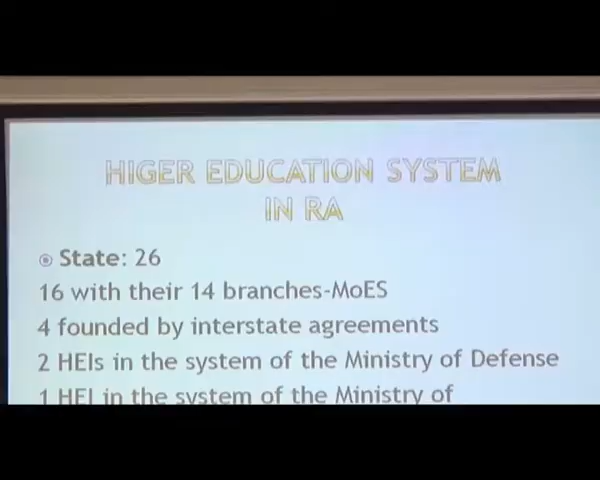 HIGER EDUCATION SYSTEM
IN RA
State: 26
16 with their 14 branches-MoES
4 founded by interstate agreements
2 HEIs in the system of the Ministry of Defense
1 HEI in the system of the Ministry of